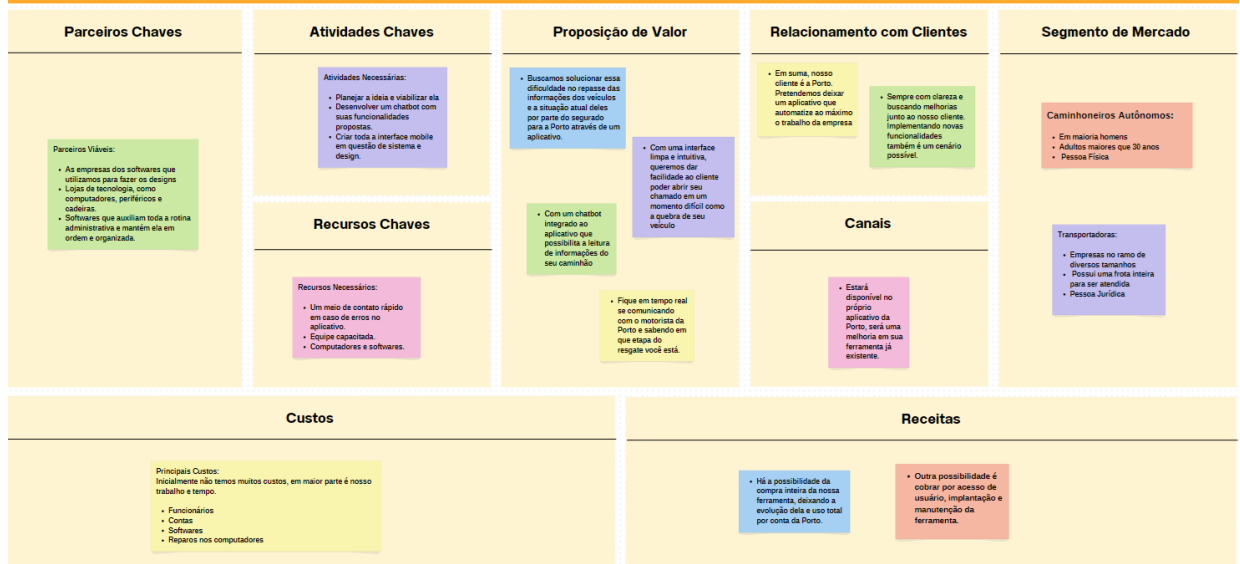 Parceiros Chaves
Parceiros Viáveis:
• As empresas dos softwares que
utilizamos para fazer os designs
• Lojas de tecnologia, como
computadores, periféricos e
cadeiras.
• Softwares que auxiliam toda a rotina
administrativa e mantém ela em
ordem e organizada.
Atividades Chaves
Atividades Necessárias:
• Planejar a ideia e viabilizar ela
• Desenvolver um chatbot com
suas funcionalidades
propostas.
• Criar toda a interface mobile
em questão de sistema e
design.
Recursos Chaves
Recursos Necessários:
• Um meio de contato rápido
em caso de erros no
aplicativo.
• Equipe capacitada.
• Computadores e softwares.
Proposição de Valor
• Buscamos solucionar essa
dificuldade no repasse das
informações dos veículos
e a situação atual deles
por parte do segurado
para a Porto através de um
aplicativo.
• Com uma interface
limpa e intuitiva,
queremos dar
facilidade ao cliente
poder abrir seu
chamado em um
momento difícil como
a quebra de seu
veículo
• Com um chatbot
integrado ao
aplicativo que
possibilita a leitura
de informações do
seu caminhão
• Fique em tempo real
se comunicando
com o motorista da
Porto e sabendo em
que etapa do
resgate você está.
Relacionamento com Clientes
• Em suma, nosso
cliente é a Porto.
Pretendemos deixar
um aplicativo que
automatize ao máximo
o trabalho da empresa
• Sempre com clareza e
buscando melhorias
junto ao nosso cliente.
Implementando novas
funcionalidades
também é um cenário
possível.
Canais
• Estará
disponível no
próprio
aplicativo da
Porto, será uma
melhoria em sua
ferramenta já
existente.
Segmento de Mercado
Caminhoneiros Autônomos:
• Em maioria homens
• Adultos maiores que 30 anos
• Pessoa Física
Transportadoras:
• Empresas no ramo de
diversos tamanhos
• Possui uma frota inteira
para ser atendida
• Pessoa Jurídica
Custos
Principais Custos:
Inicialmente não temos muitos custos, em maior parte é nosso
trabalho e tempo.
• Funcionários
• Contas
• Softwares
• Reparos nos computadores
Receitas
• Há a possibilidade da
compra inteira da nossa
ferramenta, deixando a
evolução dela e uso total
por conta da Porto.
• Outra possibilidade é
cobrar por acesso de
usuário, implantação e
manutenção da
ferramenta.